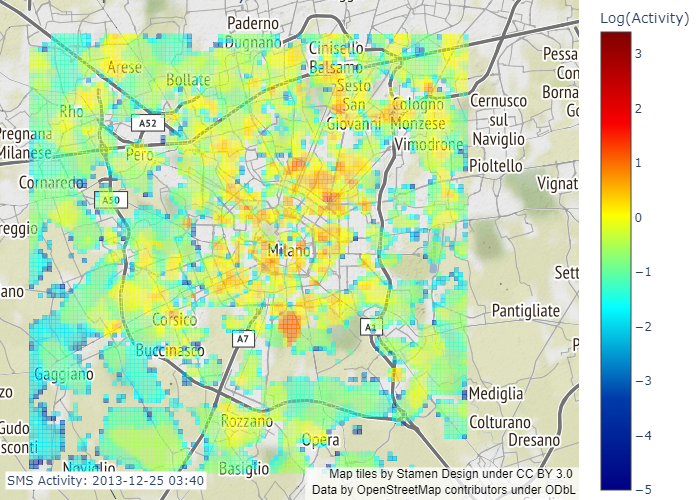 Log(Activity)
Paderno
Dugnano
Cinisello
Balsamo
Arese
Bollate
Sesto
San
Giovanni
Cologno
Monzese
Cernusco
sul
Naviglio
Pessa
Con
Borna
Go
Rho
A52
Pregnana
Milanese
Pero
Vimodrone
Pioltello
Cornaredo
A50
Vignat
reggio
Milano
Sett
ano
Pantigliate
Corsico
A7
A1
Buccinasco
P
Gaggiano
zo
Mediglia
Rozzano
Colturano
Gudo
sconti
Opera
Dresano
Noviglio
Basiglio
SMS Activity: 2013-12-25 03:40
Map tiles by Stamen Design under CC BY 3.0
Data by OpenStreetMap contributors under ODbL
3
2
1
0
−1
−2
−3
−4
−5